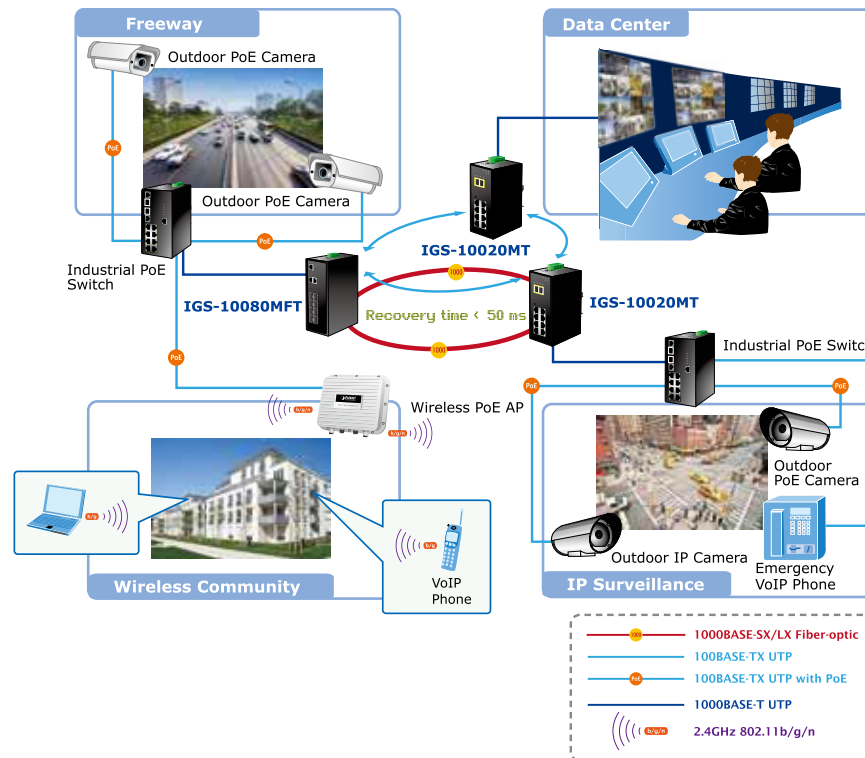 Freeway
Data Center
Outdoor PoE Camera
PoE
Outdoor PoE Camera
PoE
Industrial PoE
Switch
IGS-10020MT
IGS-10080MFT
1000
IGS-10020MT
Recovery time < 50 ms
1000
Industrial PoE Switc
PoE
PoE
PoE
b/g/n
Wireless PoE AP
b/g/n
Outdoor
PoE Camera
b/g
b/g
Outdoor IP Camera
Emergency
VoIP Phone
VoIP
Phone
Wireless Community
IP Surveillance
1000
1000BASE-SX/LX Fiber-optic
100BASE-TX UTP
PoE
100BASE-TX UTP with PoE
1000BASE-T UTP
b/g/n
2.4GHz 802.11b/g/n